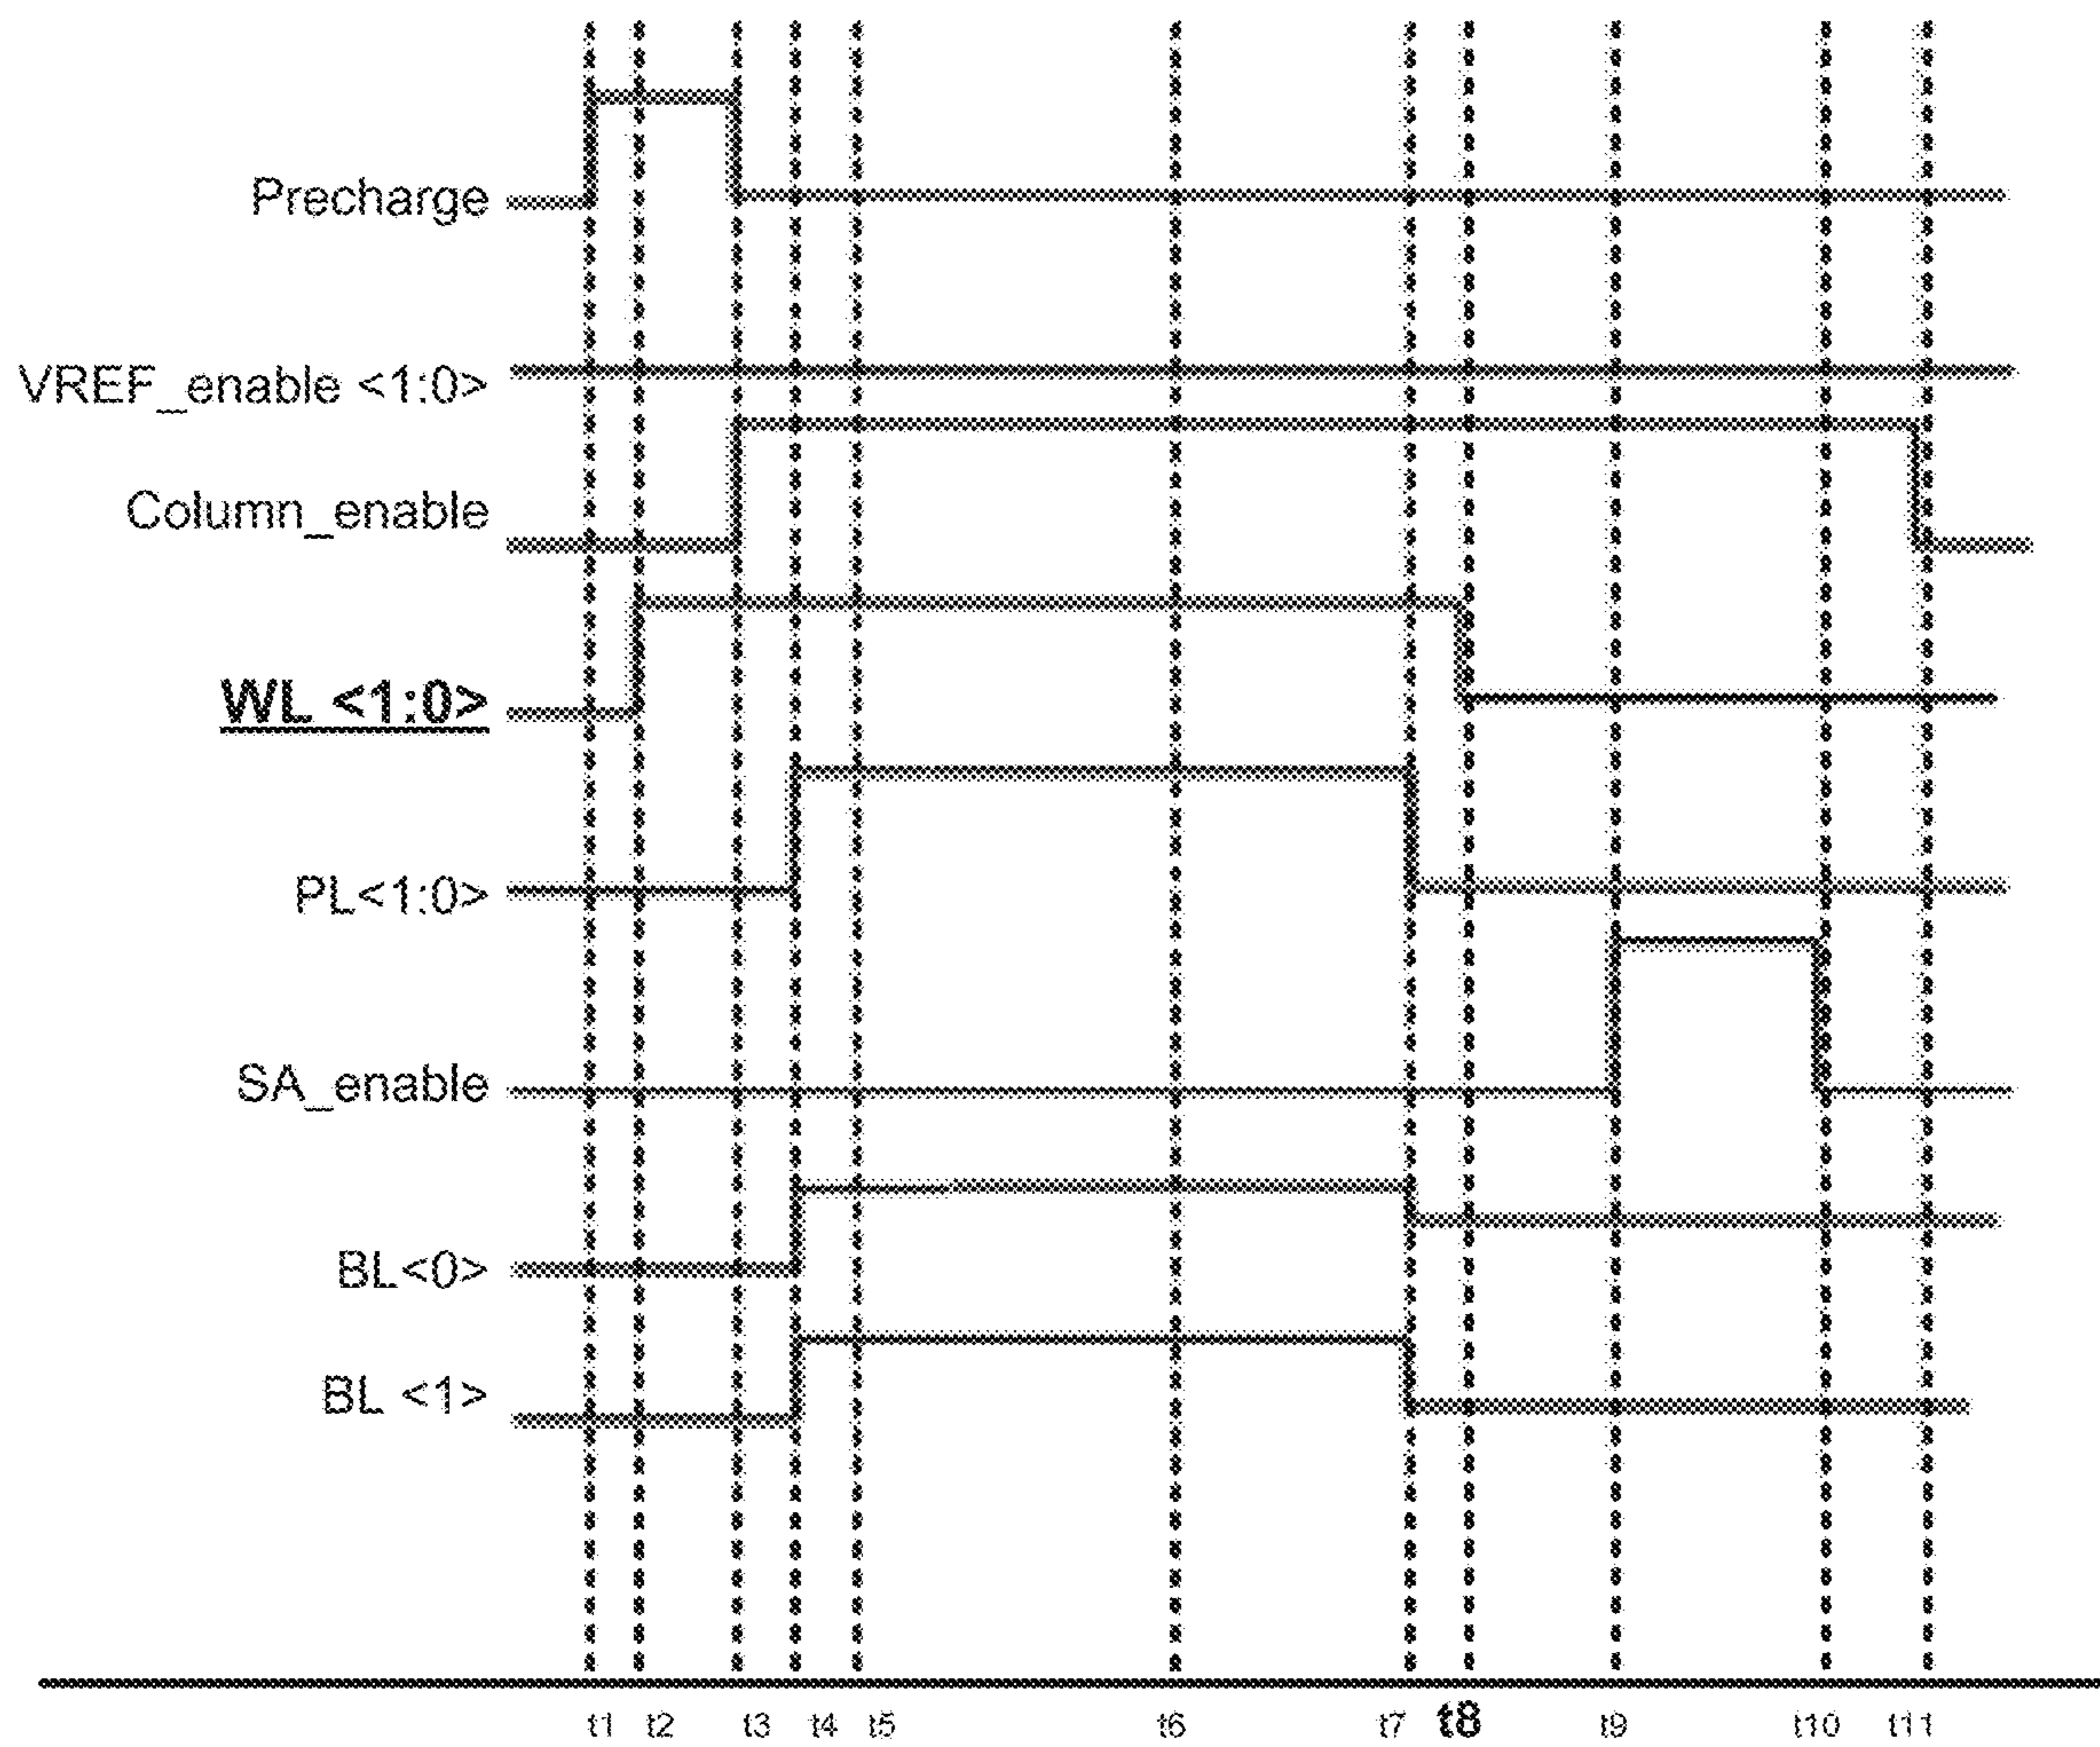 Precharge
VREF_enable <1:0>
Column_enable
WL <1:0>
PL<1:0>
SA_enable
BL<0>
BL <1>
t1 t2 t3 t4 t5 t6 t7 t8 t9 t10 t11